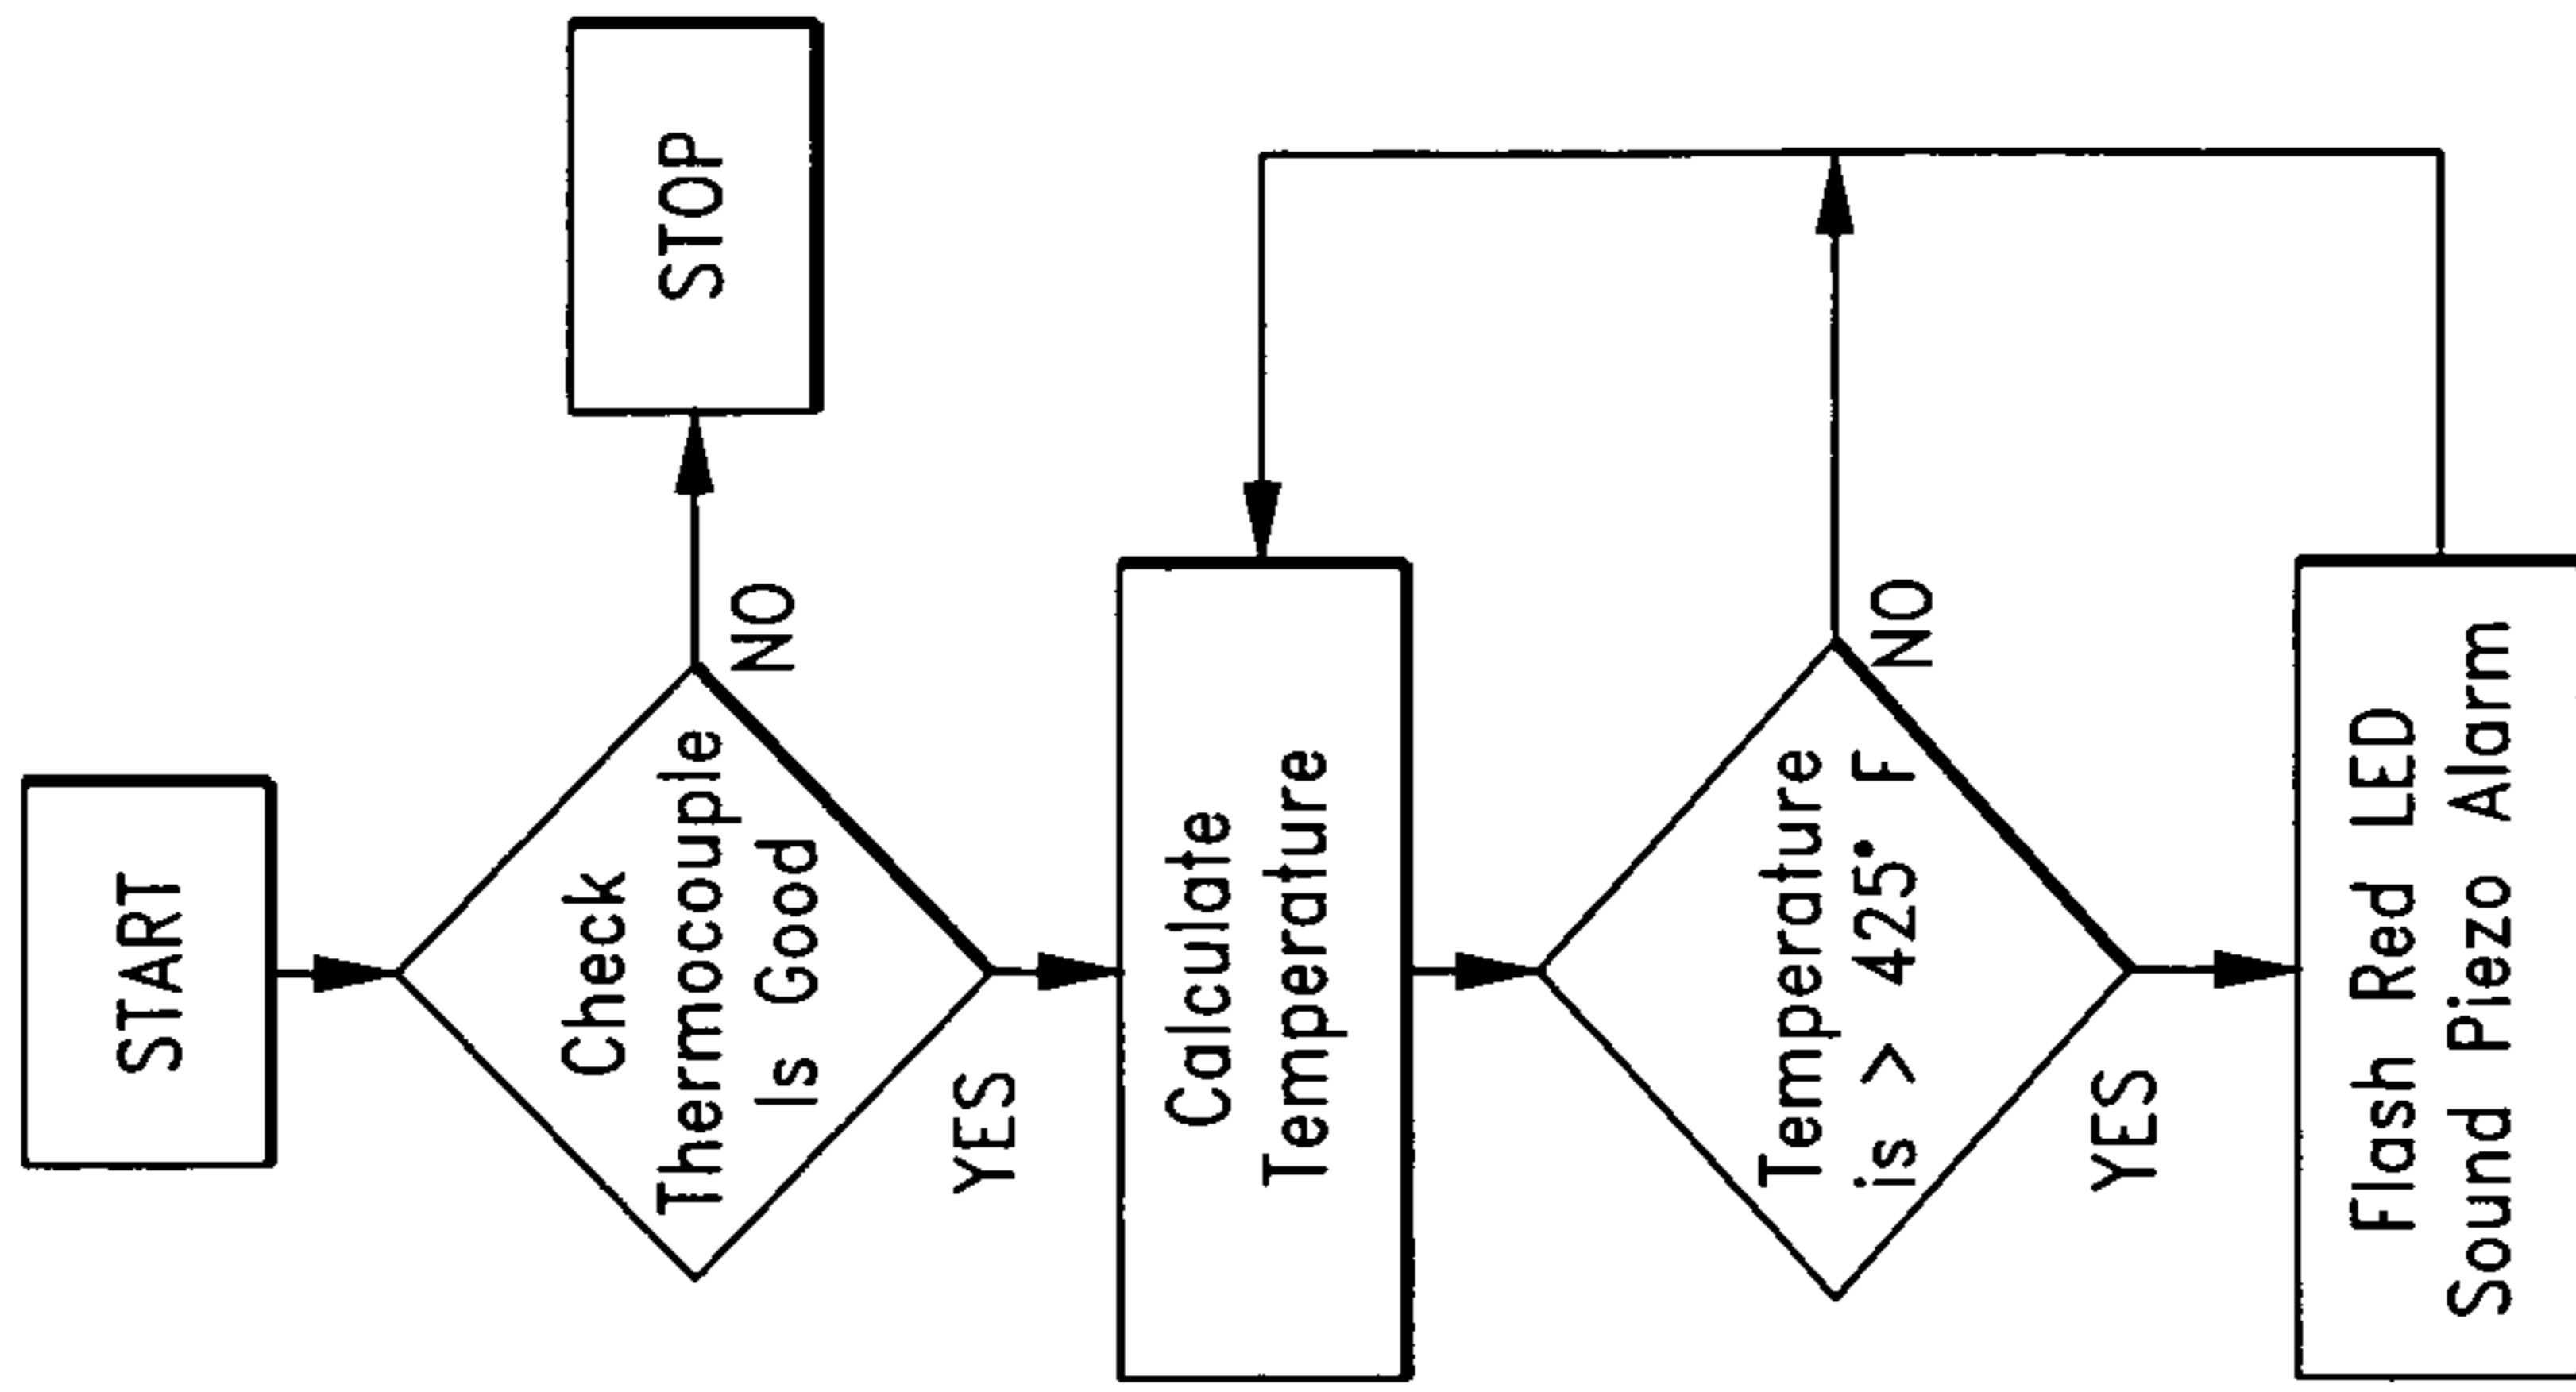 START
Check
Thermocouple
Is Good
NO
STOP
YES
Calculate
Temperature
Temperature
is > 425° F
NO
YES
Flash Red LED
Sound Piezo Alarm